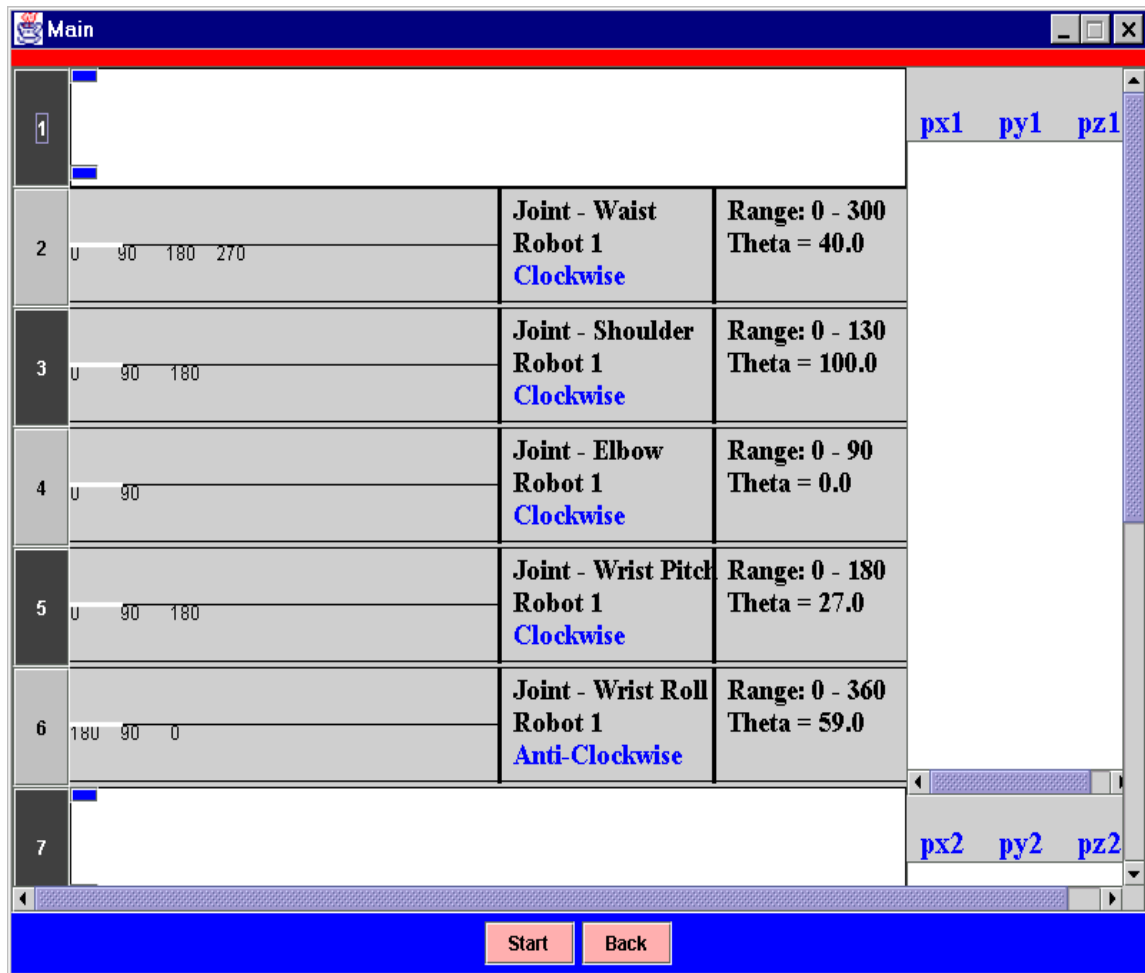 Main
1
px1 py1 pz1
2
0 90 180 270
Joint - Waist
Robot 1
Clockwise
Range: 0 - 300
Theta = 40.0
3
0 90 180
Joint - Shoulder
Robot 1
Clockwise
Range: 0 - 130
Theta = 100.0
4
0 90
Joint - Elbow
Robot 1
Clockwise
Range: 0 - 90
Theta = 0.0
5
0 90 180
Joint - Wrist Pitch
Robot 1
Clockwise
Range: 0 - 180
Theta = 27.0
6
180 90 0
Joint - Wrist Roll
Robot 1
Anti-Clockwise
Range: 0 - 360
Theta = 59.0
7
px2 py2 pz2
Start Back